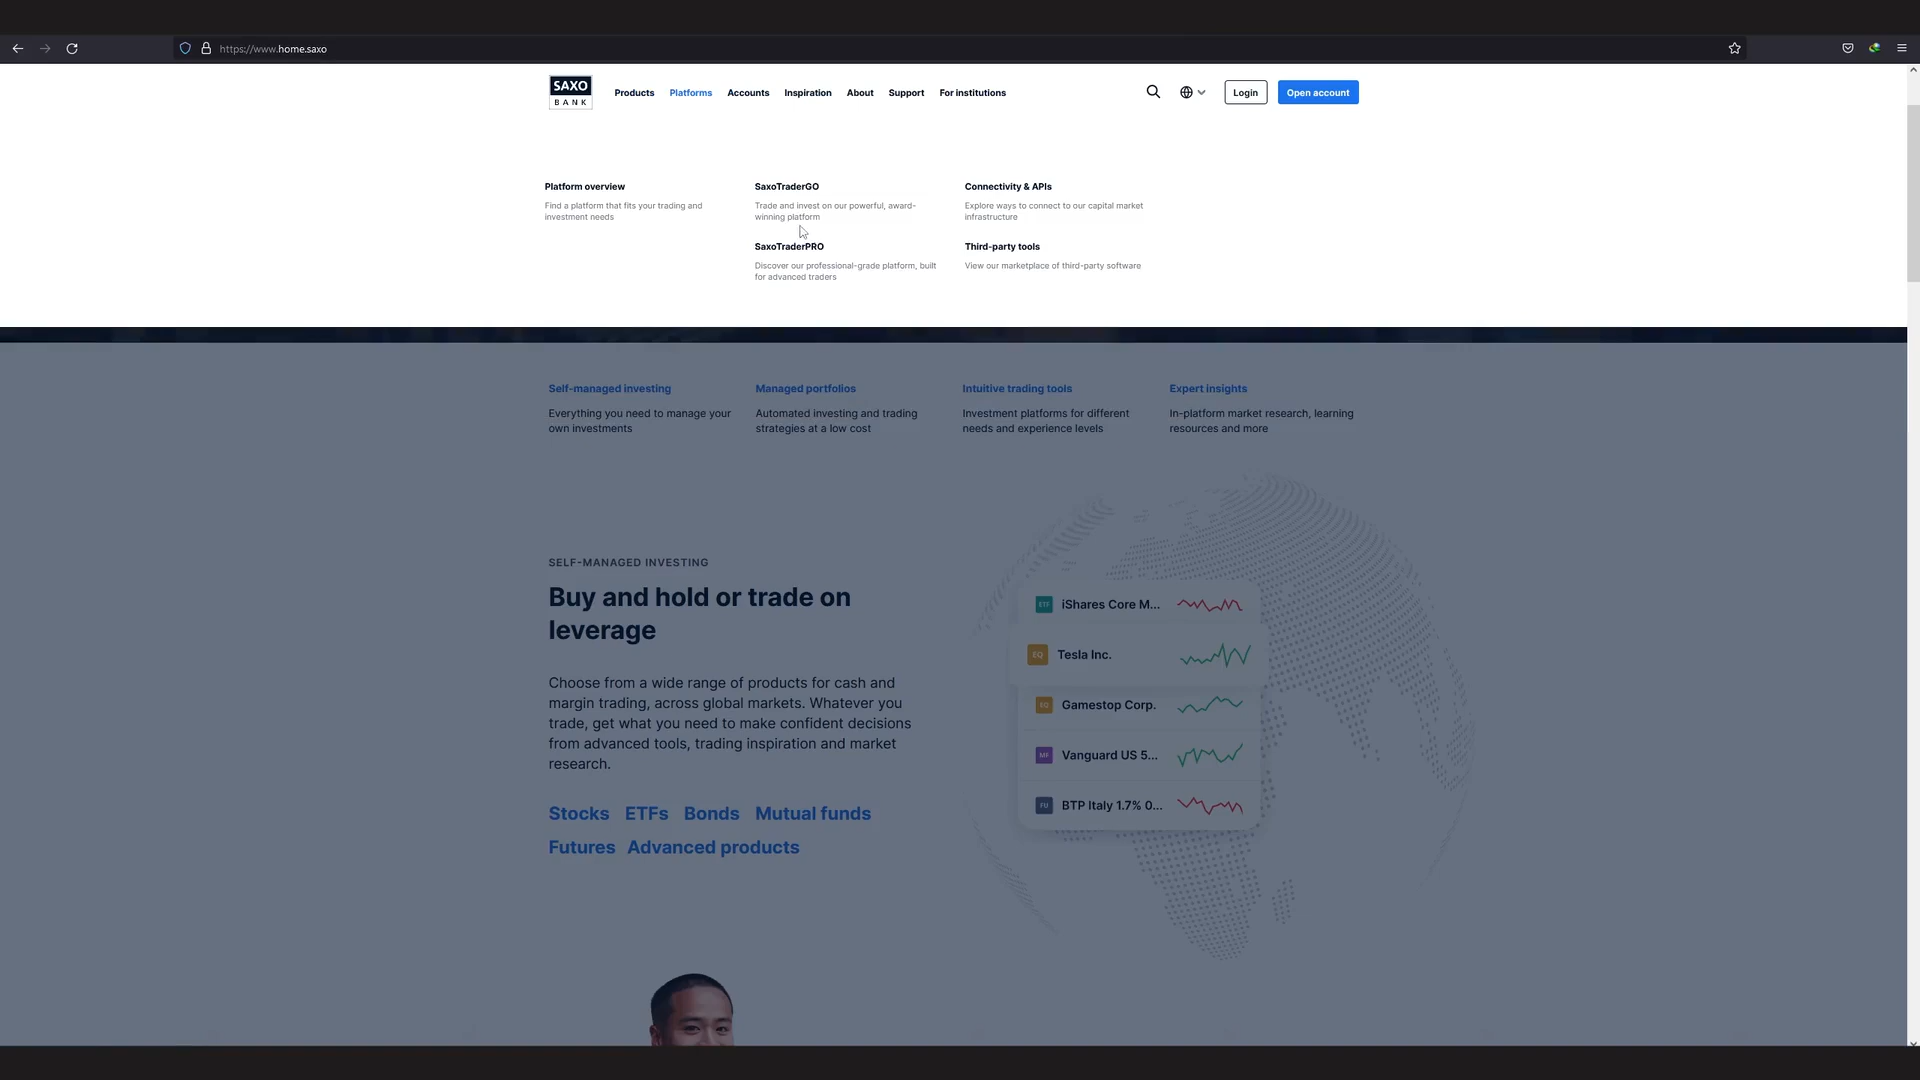 https://www.home.saxo
SAXO
BANK
Products
Platforms
Accounts
Inspiration
About
Support
For institutions
Login
Open account
Platform overview
Find a platform that fits your trading and
investment needs
SaxoTraderGO
Trade and invest on our powerful, award-
winning platform
SaxoTraderPRO
Discover our professional-grade platform, built
for advanced traders
Connectivity & APIs
Explore ways to connect to our capital market
infrastructure
Third-party tools
View our marketplace of third-party software
Self-managed investing
Everything you need to manage your
own investments
Managed portfolios
Automated investing and trading
strategies at a low cost
Intuitive trading tools
Investment platforms for different
needs and experience levels
Expert insights
In-platform market research, learning
resources and more
SELF-MANAGED INVESTING
Buy and hold or trade on
leverage
Choose from a wide range of products for cash and
margin trading, across global markets. Whatever you
trade, get what you need to make confident decisions
from advanced tools, trading inspiration and market
research.
Stocks ETFs Bonds Mutual funds
Futures Advanced products
ETF iShares Core M...
EQ Tesla Inc.
EQ Gamestop Corp.
MF Vanguard US 5...
FU BTP Italy 1.7% 0...